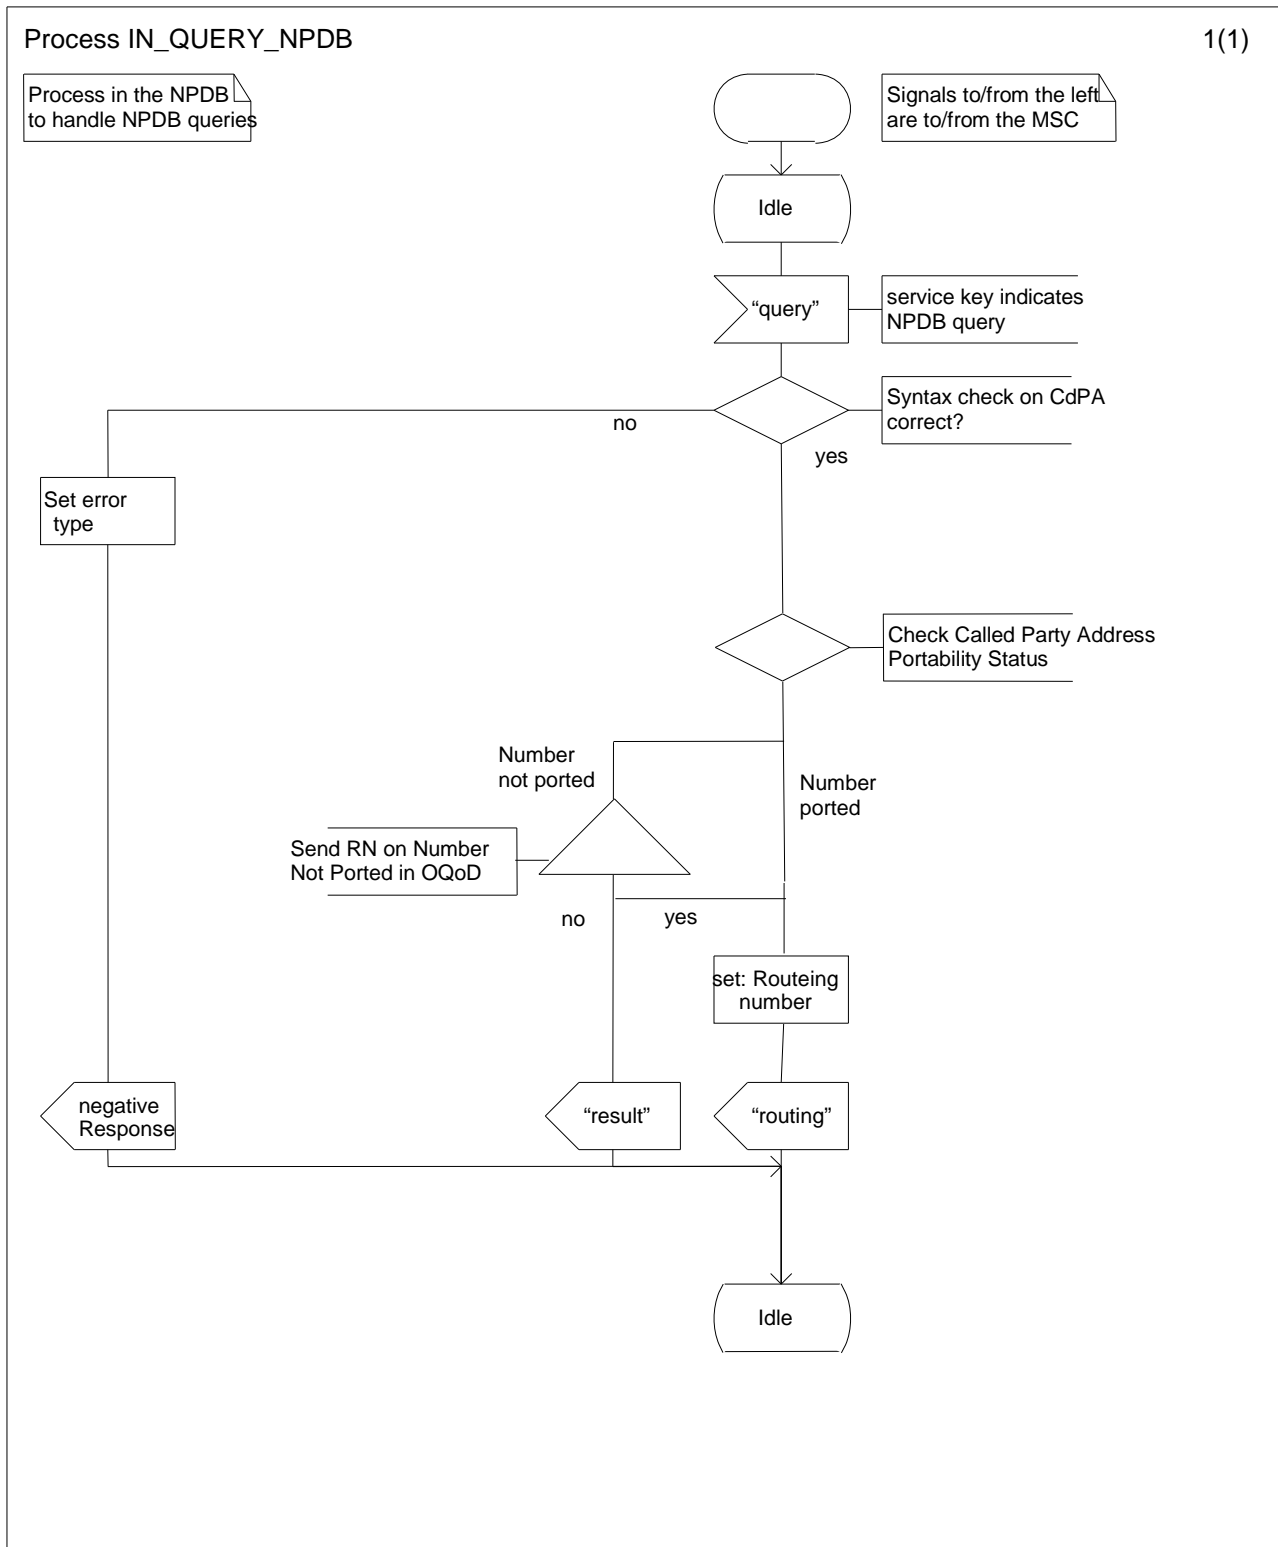 Process IN_QUERY_NPDB
1(1)
Process in the NPDB
to handle NPDB queries
Signals to/from the left
are to/from the MSC
Idle
“query”
service key indicates
NPDB query
Syntax check on CdPA
correct?
no
yes
Set error
type
Check Called Party Address
Portability Status
Number
not ported
Number
ported
Send RN on Number
Not Ported in OQoD
no
yes
set: Routeing
number
negative
Response
“result”
“routing”
Idle